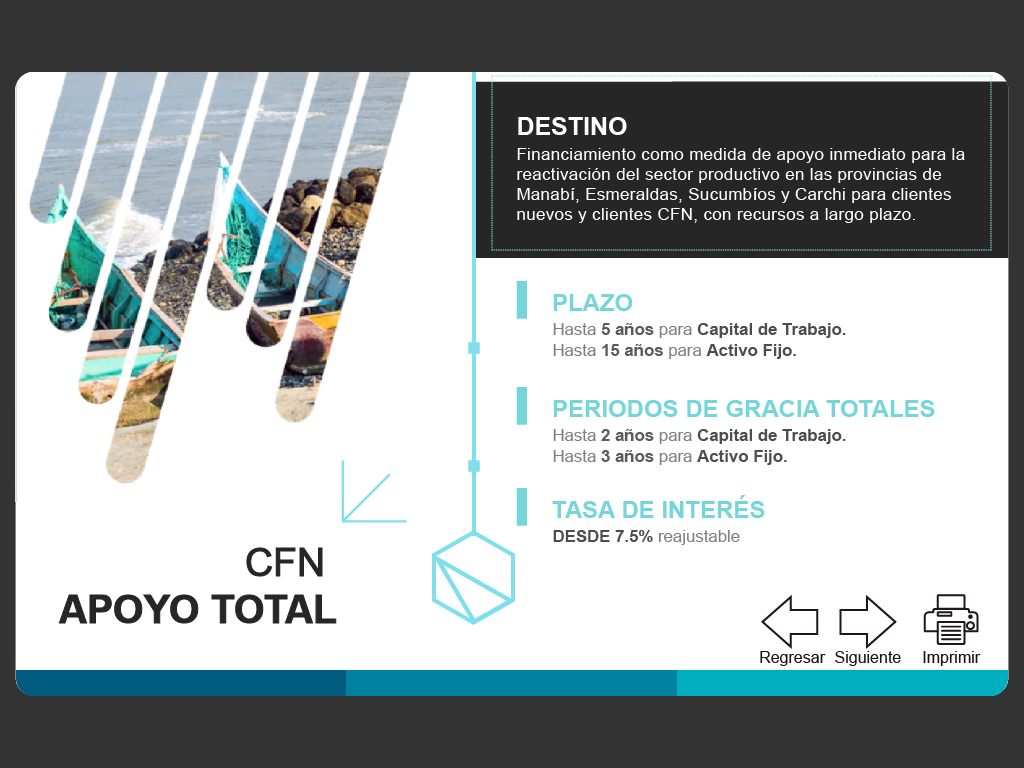 DESTINO
Financiamiento como medida de apoyo inmediato para la
reactivación del sector productivo en las provincias de
Manabí, Esmeraldas, Sucumbíos y Carchi para clientes
nuevos y clientes CFN, con recursos a largo plazo.
PLAZO
Hasta 5 años para Capital de Trabajo.
Hasta 15 años para Activo Fijo.
PERIODOS DE GRACIA TOTALES
Hasta 2 años para Capital de Trabajo.
Hasta 3 años para Activo Fijo.
TASA DE INTERÉS
DESDE 7.5% reajustable
CFN
APOYO TOTAL
Regresar Siguiente Imprimir